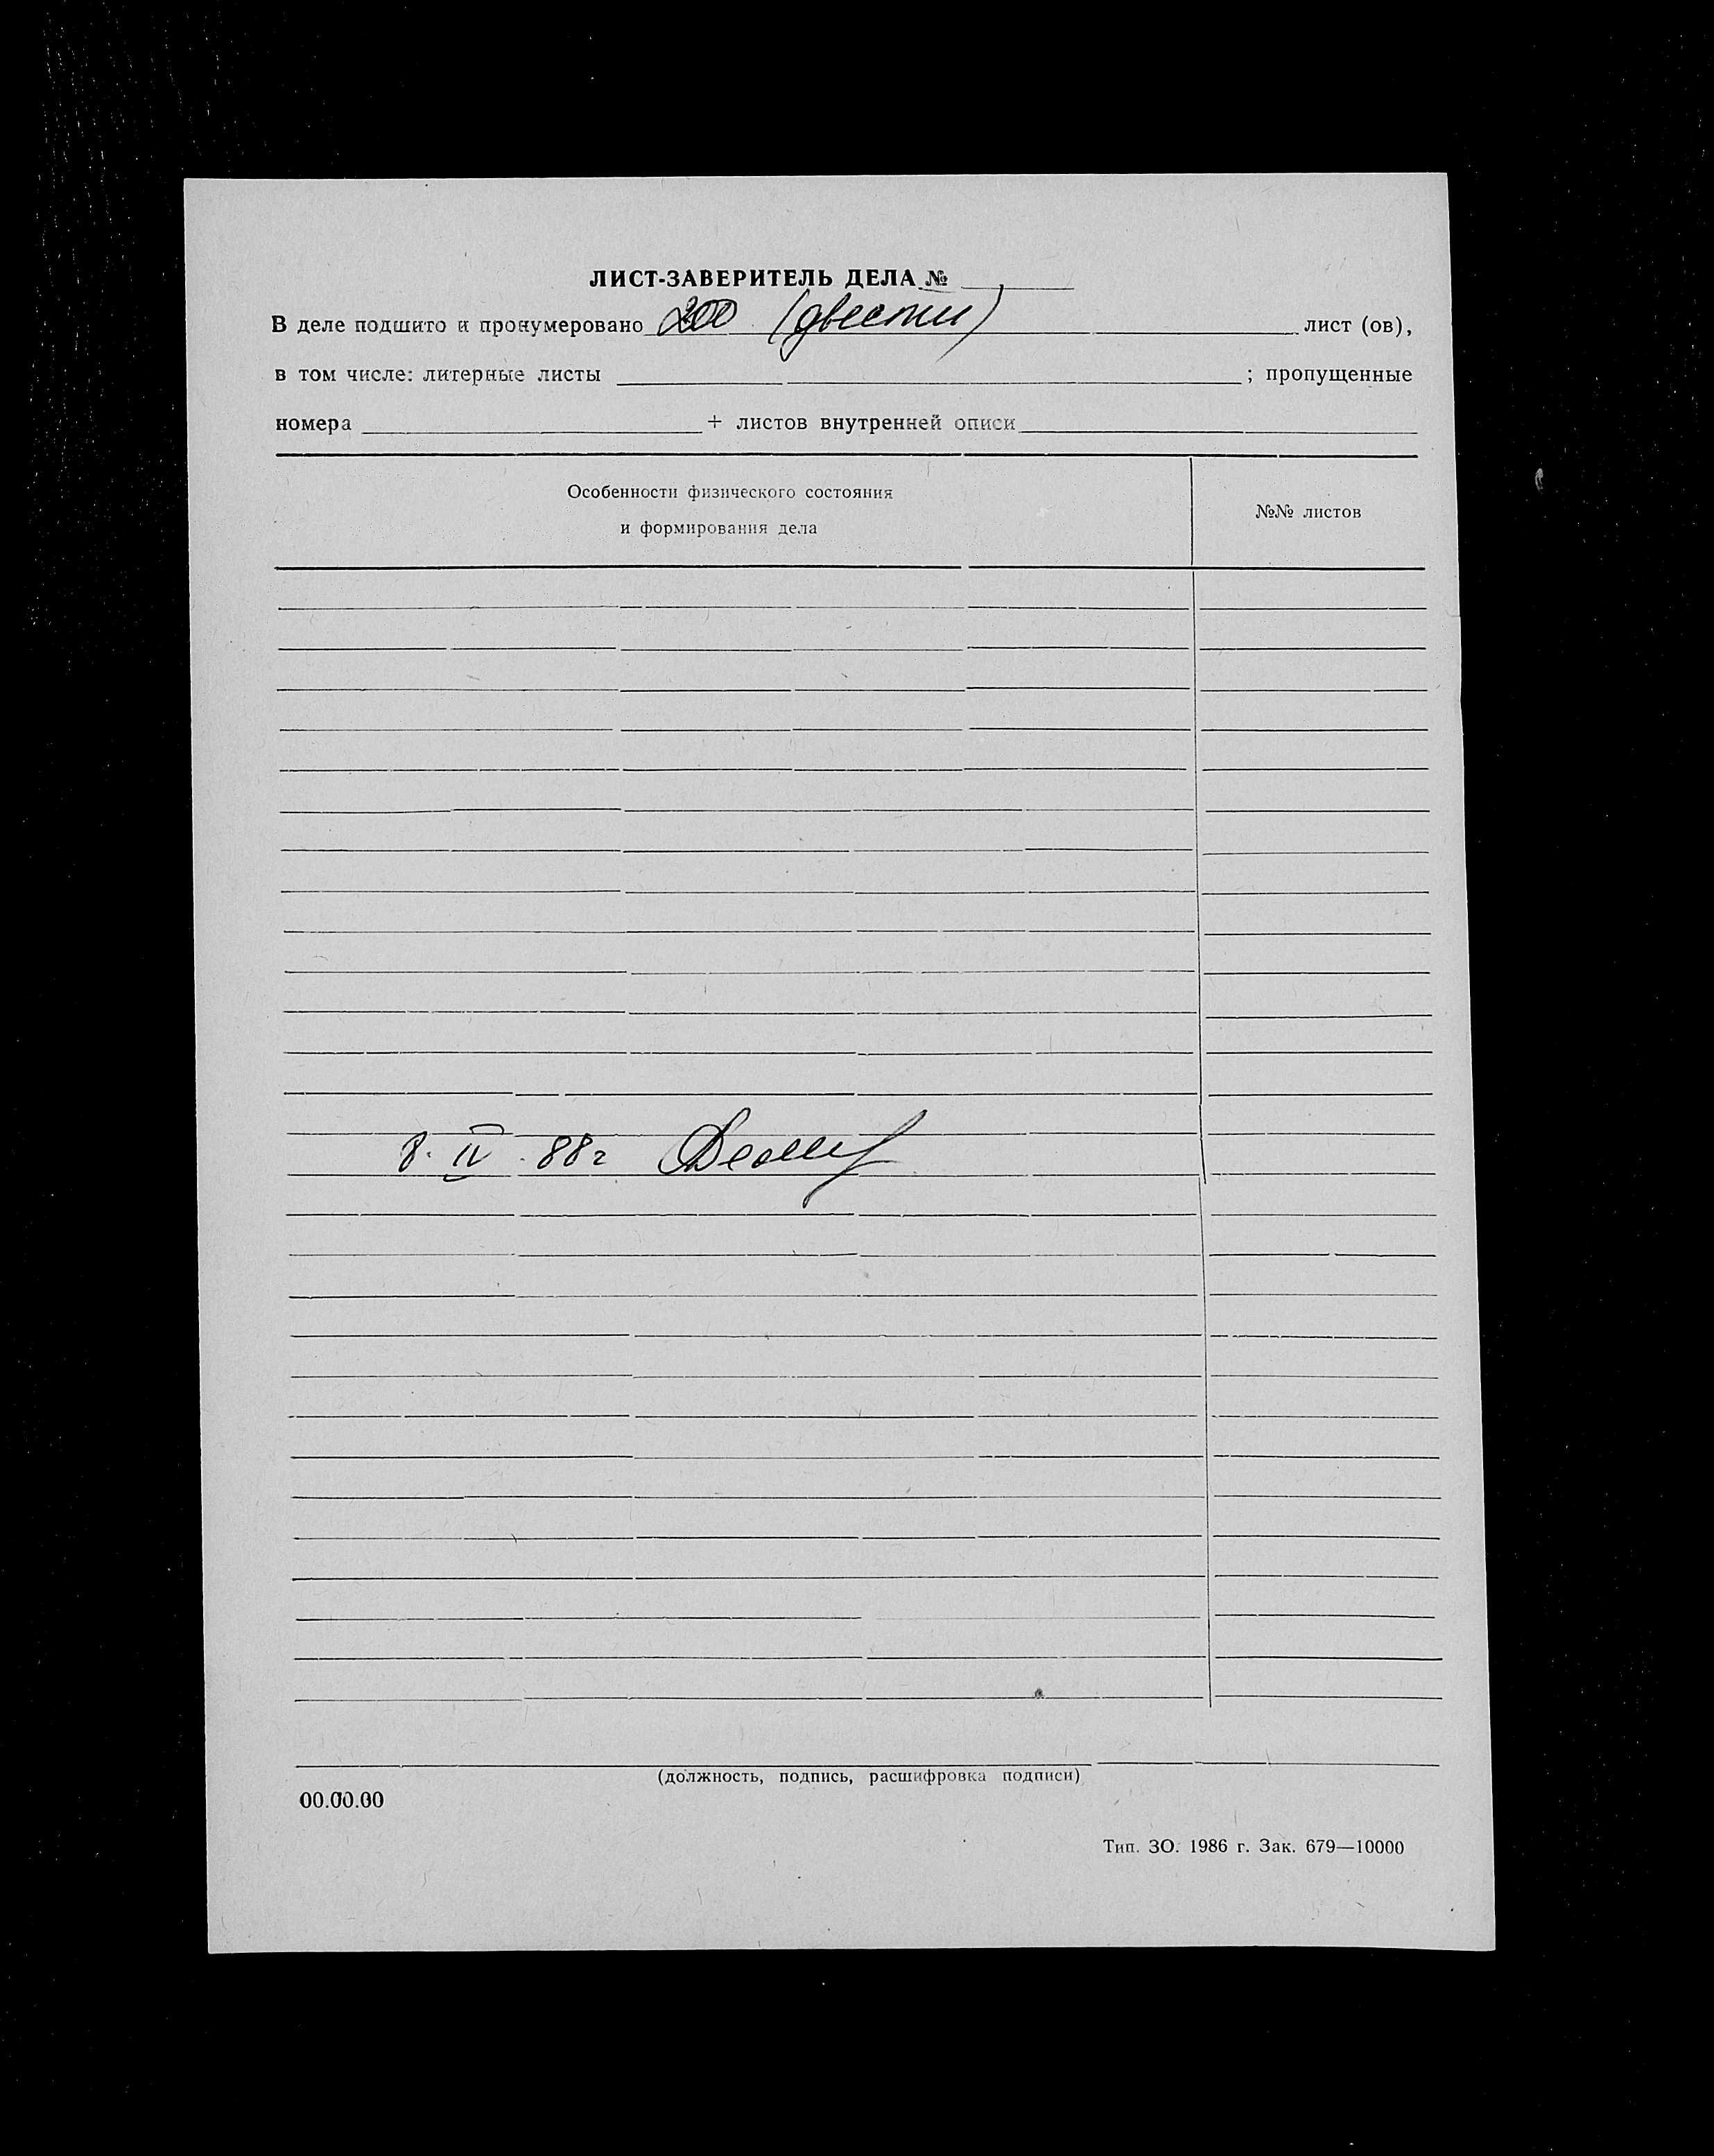 ЛИСТ-ЗАВЕРИТЕЛЬ ДЕЛА №
В деле подшито и пронумеровано 200 (двести) лист (ов),
в том числе: литерные листы ; пропущенные
номера + листов внутренней описи
Особенности физического состояния
и формирования дела
№№ листов
8. IV. 88г
(должность, подпись, расшифровка подписи)
00.00.00
Тип. ЗО. 1986 г. Зак. 679—10000